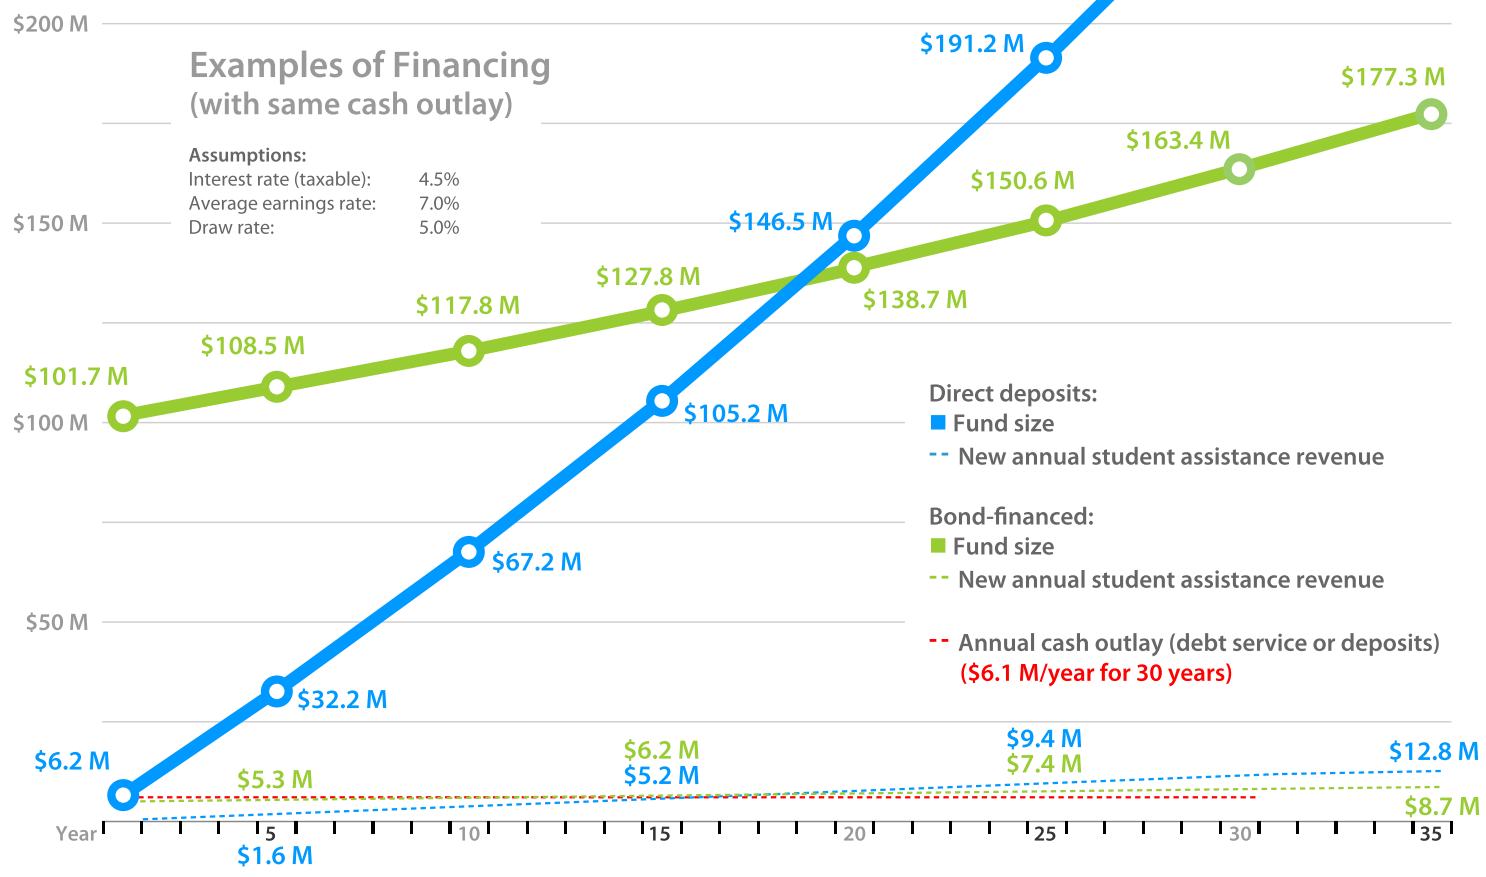 $200 M
$191.2 M
Examples of Financing
(with same cash outlay)
$177.3 M
$163.4 M
Assumptions:
Interest rate (taxable): 4.5%
Average earnings rate: 7.0%
Draw rate: 5.0%
$150.6 M
$150 M
$146.5 M
$127.8 M
$138.7 M
$117.8 M
$108.5 M
$101.7 M
$100 M
$105.2 M
Direct deposits:
Fund size
New annual student assistance revenue
Bond-financed:
Fund size
New annual student assistance revenue
$67.2 M
$50 M
Annual cash outlay (debt service or deposits)
($6.1 M/year for 30 years)
$32.2 M
$6.2 M
$5.3 M
$6.2 M
$5.2 M
$9.4 M
$7.4 M
$12.8 M
$8.7 M
Year 5 10 15 20 25 30 35
$1.6 M